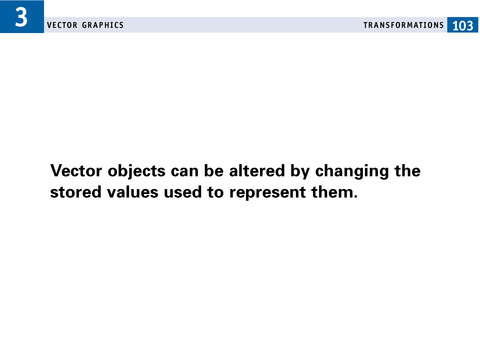 3
VECTOR GRAPHICS
TRANSFORMATIONS 103
Vector objects can be altered by changing the
stored values used to represent them.